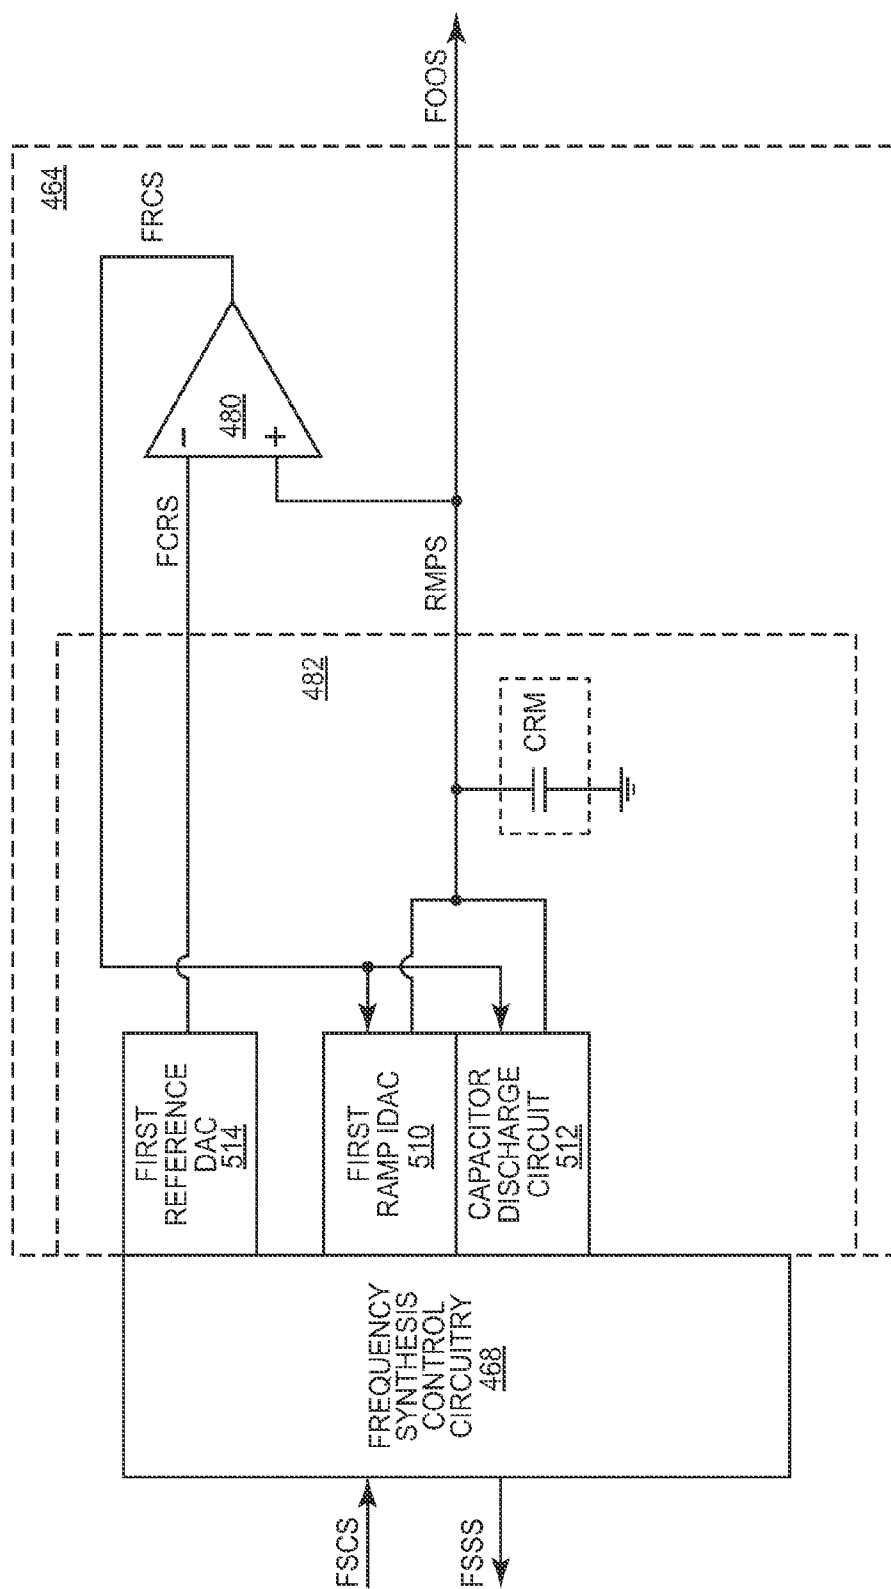 FSCS
FSSS
FREQUENCY
SYNTHESIS
CONTROL
CIRCUITRY
468
FIRST
REFERENCE
DAC
514
FIRST
RAMP IDAC
510
CAPACITOR
DISCHARGE
CIRCUIT
512
482
CRM
FCRS
RMPS
480
-
+
FRCS
464
FOOS